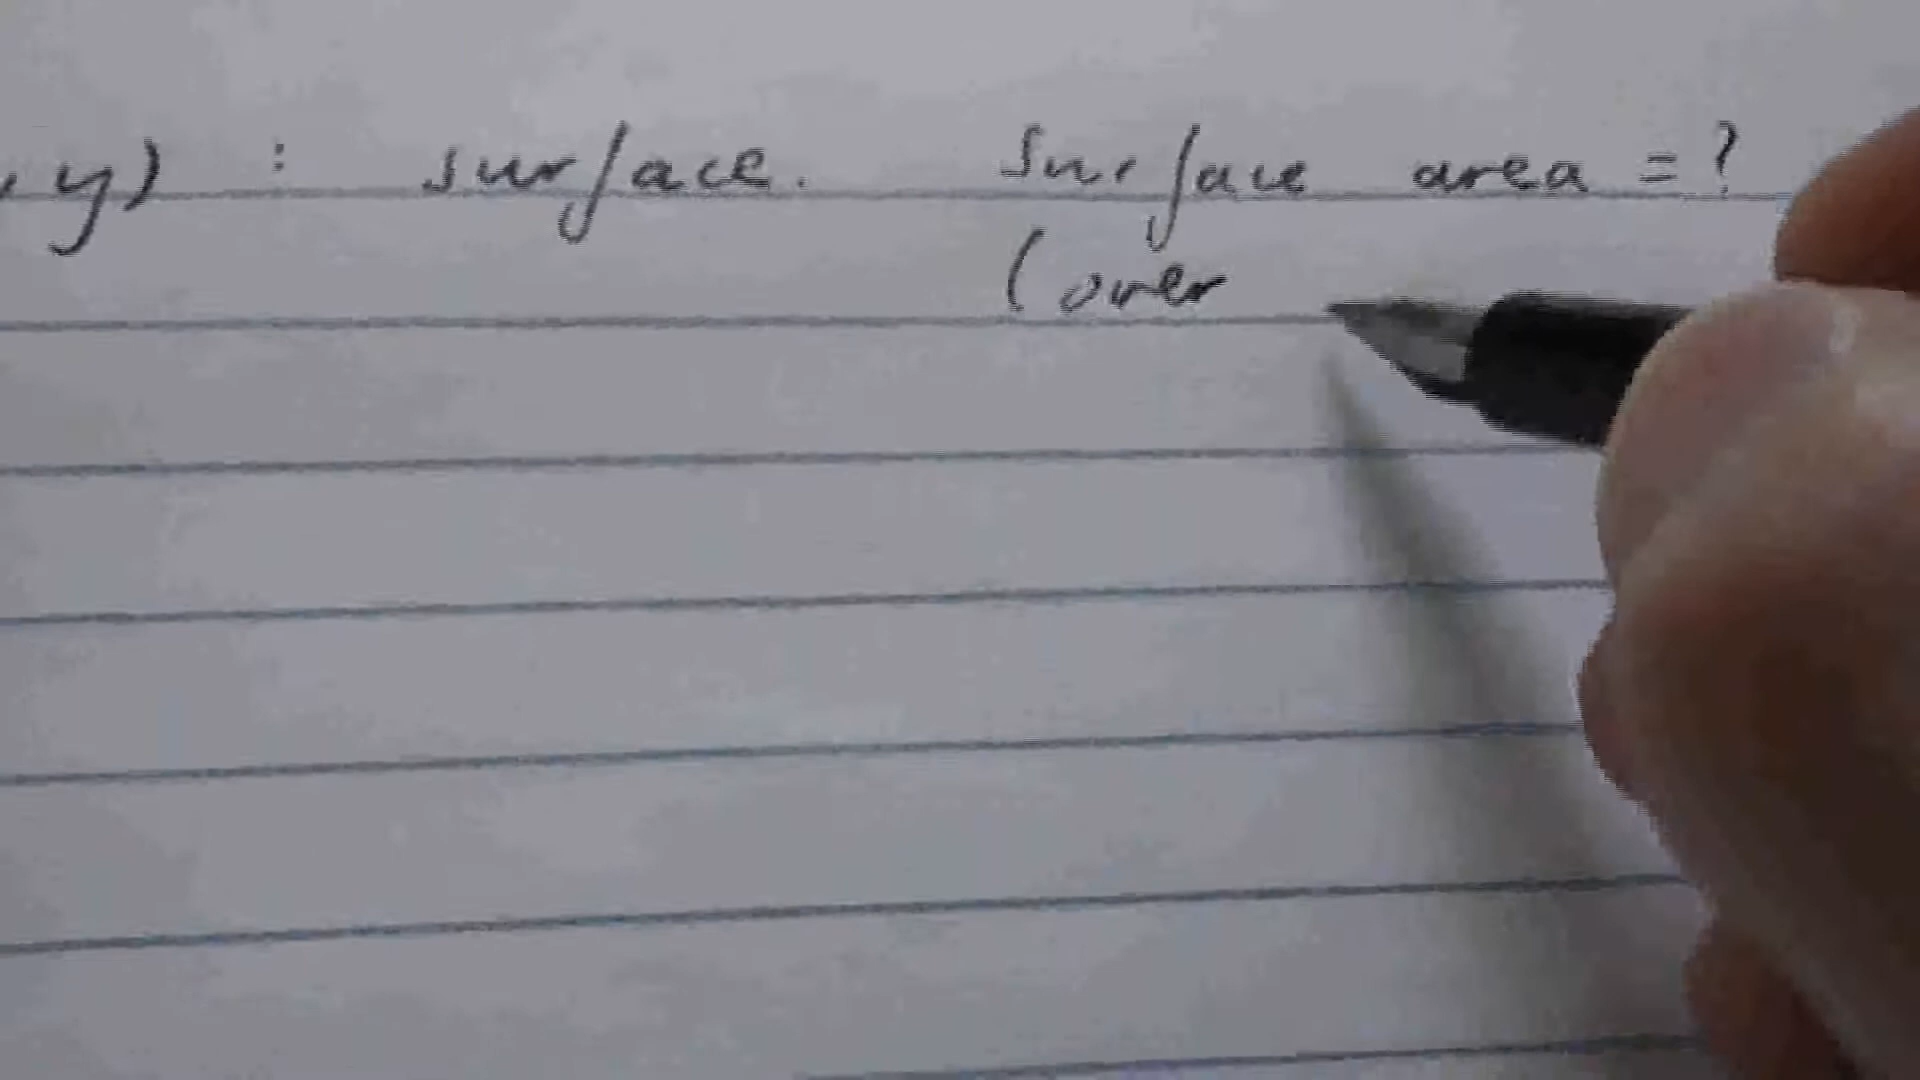 , y) : surface. Surface area = ?
(over